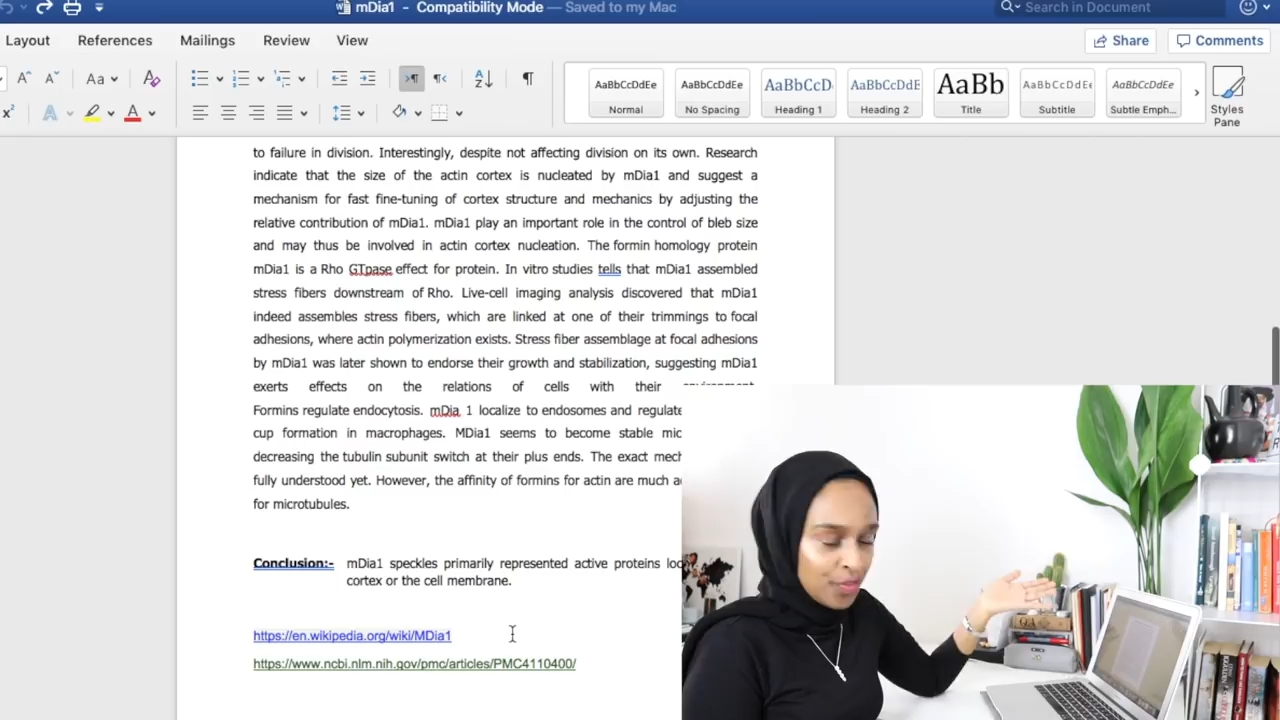 mDia1 - Compatibility Mode — Saved to my Mac
Search in Document
Layout References Mailings Review View
Share Comments
AaBbCcDdEe AaBbCcDdEe AaBbCcD AaBbCcDdE AaBb AaBbCcDdEe AaBbCcDdEe
Normal No Spacing Heading 1 Heading 2 Title Subtitle Subtle Emph...
Styles
Pane
to failure in division. Interestingly, despite not affecting division on its own. Research
indicate that the size of the actin cortex is nucleated by mDia1 and suggest a
mechanism for fast fine-tuning of cortex structure and mechanics by adjusting the
relative contribution of mDia1. mDia1 play an important role in the control of bleb size
and may thus be involved in actin cortex nucleation. The formin homology protein
mDia1 is a Rho GTpase effect for protein. In vitro studies tells that mDia1 assembled
stress fibers downstream of Rho. Live-cell imaging analysis discovered that mDia1
indeed assembles stress fibers, which are linked at one of their trimmings to focal
adhesions, where actin polymerization exists. Stress fiber assemblage at focal adhesions
by mDia1 was later shown to endorse their growth and stabilization, suggesting mDia1
exerts effects on the relations of cells with their
Formins regulate endocytosis. mDia 1 localize to endosomes and regulate
cup formation in macrophages. MDia1 seems to become stable
decreasing the tubulin subunit switch at their plus ends. The exact
fully understood yet. However, the affinity of formins for actin are much
for microtubules.
Conclusion:- mDia1 speckles primarily represented active proteins
cortex or the cell membrane.
https://en.wikipedia.org/wiki/MDia1
https://www.ncbi.nlm.nih.gov/pmc/articles/PMC4110400/